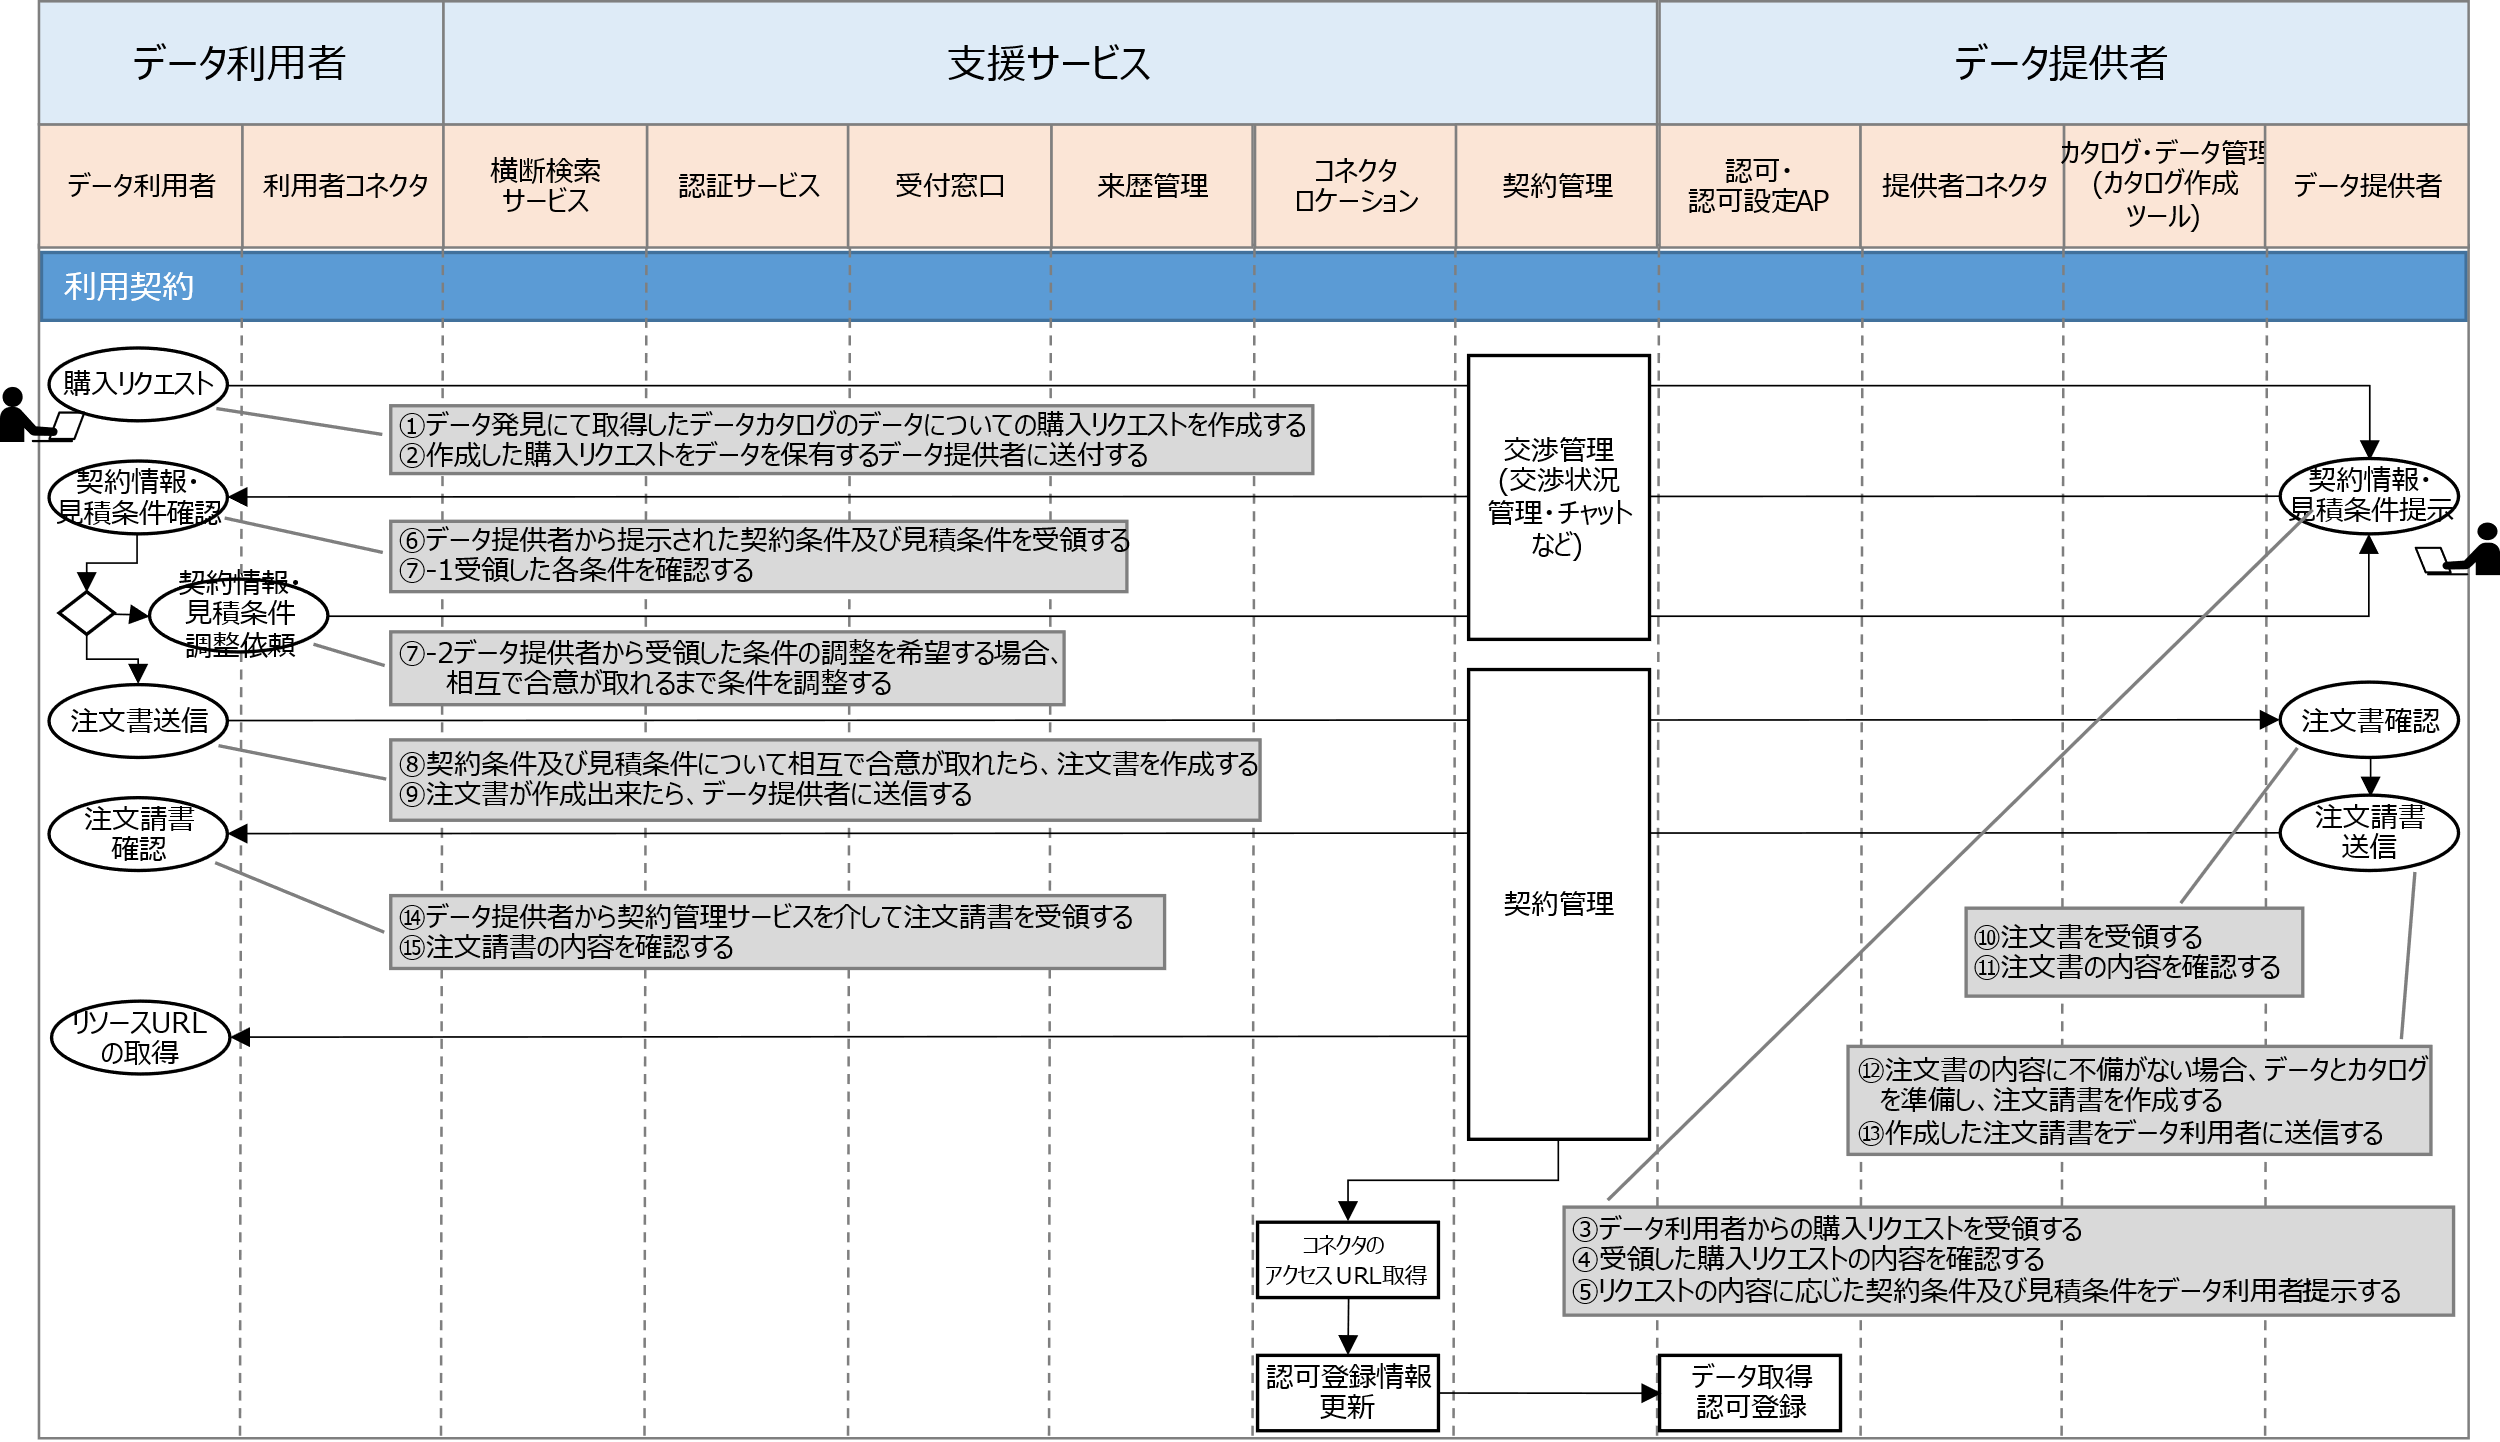 データ利用者
支援サービス
データ提供者
データ利用者
利用者コネクタ
横断検索
サービス
認証サービス
受付窓口
来歴管理
コネクタ
ロケーション
契約管理
認可・
認可設定AP
提供者コネクタ
カタログ・データ管理
(カタログ作成
ツール)
データ提供者
利用契約
購入リクエスト
①データ発見にて取得したデータカタログのデータについての購入リクエストを作成する
②作成した購入リクエストをデータを保有するデータ提供者に送付する
交渉管理
(交渉状況
管理・チャット
など)
契約情報・
見積条件確認
契約情報・
見積条件提示
⑥データ提供者から提示された契約条件及び見積条件を受領する
⑦-1受領した各条件を確認する
契約情報・
見積条件
調整依頼
⑦-2データ提供者から受領した条件の調整を希望する場合、
相互で合意が取れるまで条件を調整する
注文書送信
注文書確認
⑧契約条件及び見積条件について相互で合意が取れたら、注文書を作成する
⑨注文書が作成出来たら、データ提供者に送信する
注文請書
確認
注文請書
送信
契約管理
⑭データ提供者から契約管理サービスを介して注文請書を受領する
⑮注文請書の内容を確認する
⑩注文書を受領する
⑪注文書の内容を確認する
リソースURL
の取得
⑫注文書の内容に不備がない場合、データとカタログ
を準備し、注文請書を作成する
⑬作成した注文請書をデータ利用者に送信する
コネクタの
アクセスURL取得
③データ利用者からの購入リクエストを受領する
④受領した購入リクエストの内容を確認する
⑤リクエストの内容に応じた契約条件及び見積条件をデータ利用者に提示する
認可登録情報
更新
データ取得
認可登録